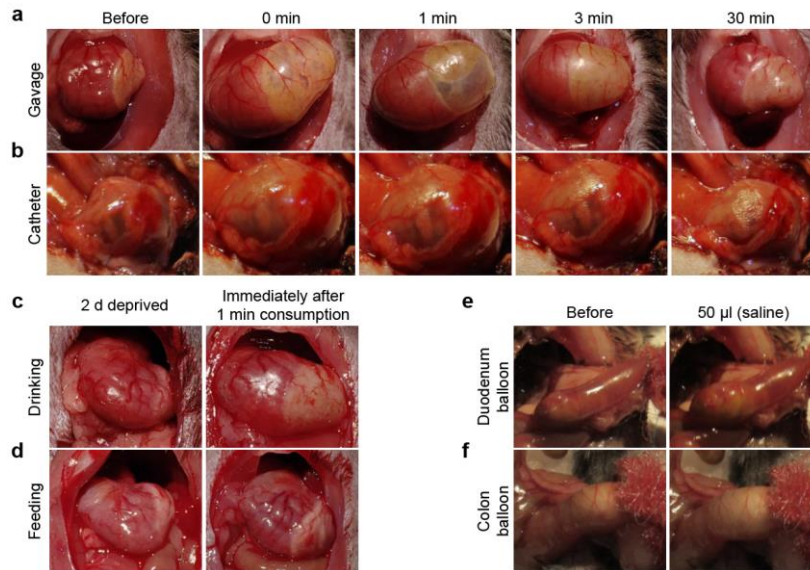 a
Before
0 min
1 min
3 min
30 min
Gavage
b
Catheter
c
2 d deprived
Immediately after
1 min consumption
Drinking
d
Feeding
e
Before
50 µl (saline)
Duodenum
balloon
f
Colon
balloon